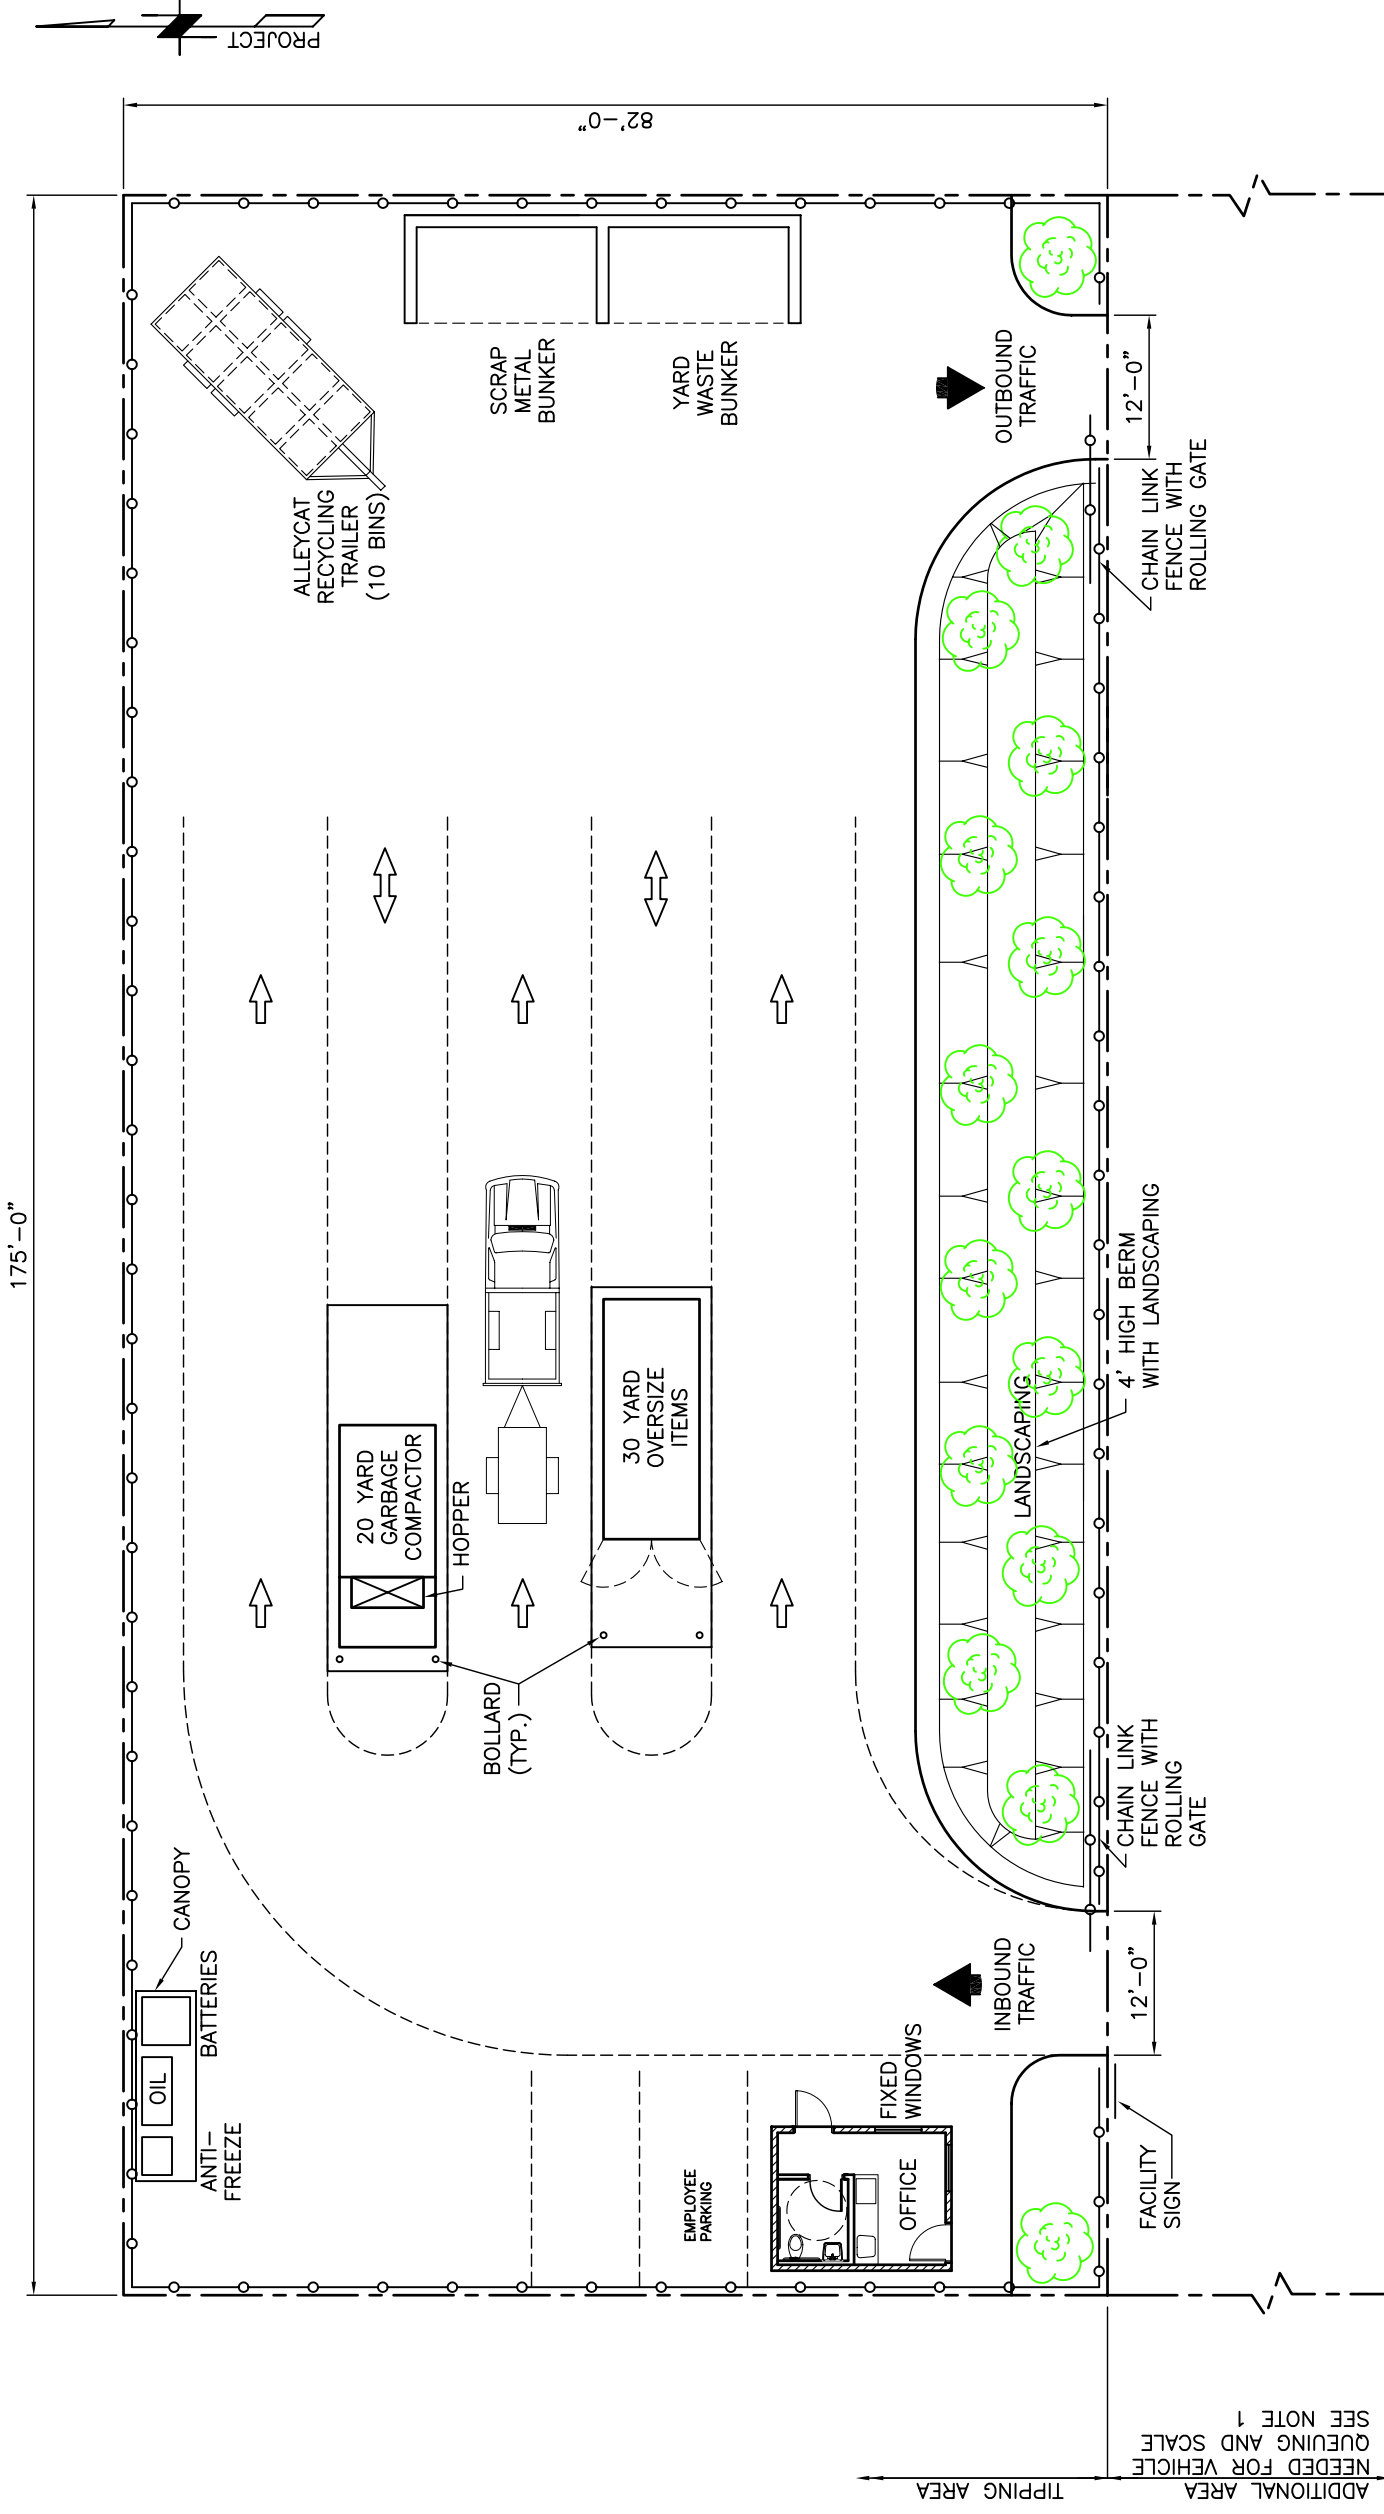 PROJECT
82'-0"
175'-0"
SCRAP
METAL
BUNKER
YARD
WASTE
BUNKER
OUTBOUND
TRAFFIC
12'-0"
ALLEYCAT
RECYCLING
TRAILER
(10 BINS)
CHAIN LINK
FENCE WITH
ROLLING GATE
4' HIGH BERM
WITH LANDSCAPING
LANDSCAPING
20 YARD
GARBAGE
COMPACTOR
HOPPER
30 YARD
OVERSIZE
ITEMS
BOLLARD
(TYP.)
CHAIN LINK
FENCE WITH
ROLLING
GATE
CANOPY
BATTERIES
OIL
ANTI-
FREEZE
INBOUND
TRAFFIC
12'-0"
FIXED
WINDOWS
OFFICE
EMPLOYEE
PARKING
FACILITY
SIGN
TIPPING AREA
ADDITIONAL AREA
NEEDED FOR VEHICLE
QUEUING AND SCALE
SEE NOTE 1